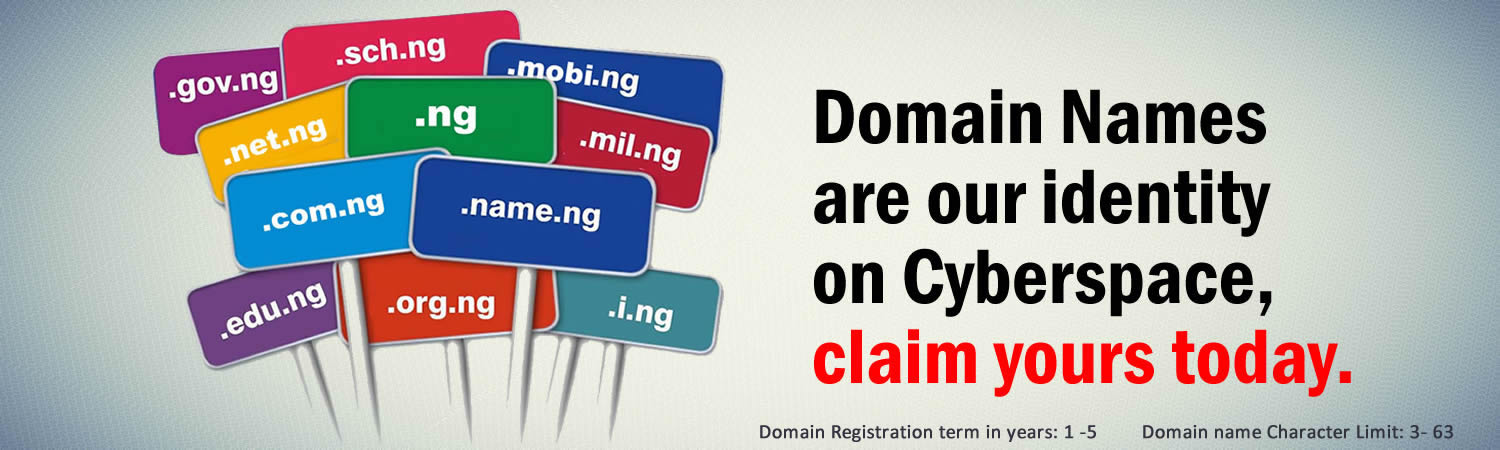 .sch.ng
.gov.ng
.mobi.ng
.net.ng
.ng
.mil.ng
.com.ng
.name.ng
.edu.ng
.org.ng
.i.ng
Domain Names
are our identity
on Cyberspace,
claim yours today.
Domain Registration term in years: 1 -5
Domain name Character Limit: 3- 63